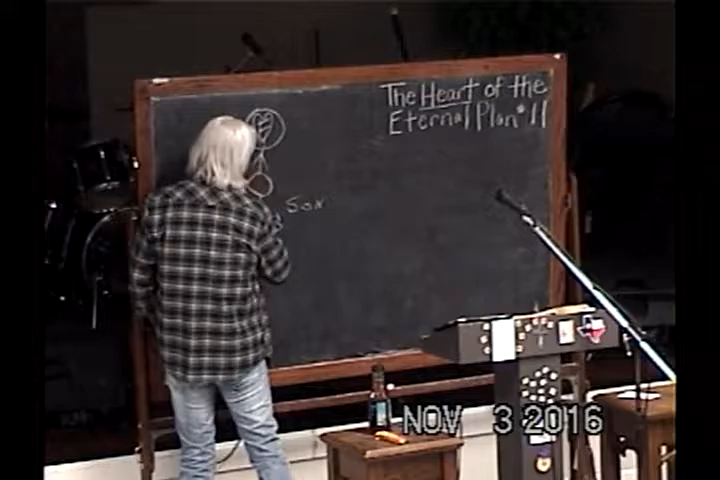 The Heart of the
Eternal Plan #11
Son
NOV 3 2016